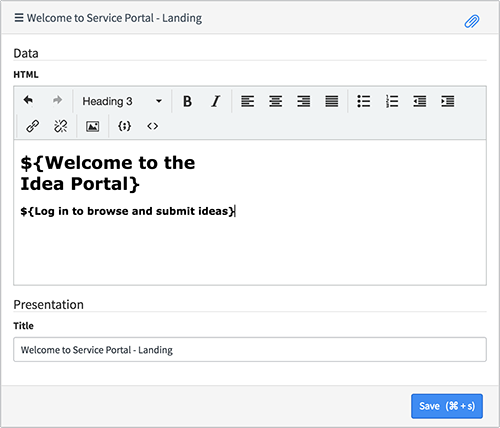 Welcome to Service Portal - Landing
Data
HTML
Heading 3
B I
${Welcome to the
Idea Portal}
${Log in to browse and submit ideas}
Presentation
Title
Welcome to Service Portal - Landing
Save (⌘ + s)